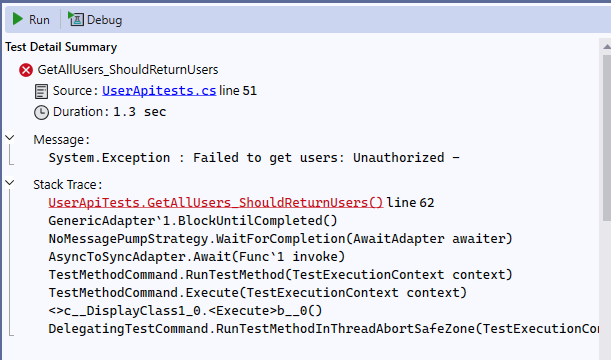 Run Debug
Test Detail Summary
GetAllUsers_ShouldReturnUsers
Source: UserApitests.cs line 51
Duration: 1.3 sec
Message:
System.Exception : Failed to get users: Unauthorized -
Stack Trace:
UserApiTests.GetAllUsers_ShouldReturnUsers() line 62
GenericAdapter`1.BlockUntilCompleted()
NoMessagePumpStrategy.WaitForCompletion(AwaitAdapter awaiter)
AsyncToSyncAdapter.Await(Func`1 invoke)
TestMethodCommand.RunTestMethod(TestExecutionContext context)
TestMethodCommand.Execute(TestExecutionContext context)
<>c__DisplayClass1_0.<Execute>b__0()
DelegatingTestCommand.RunTestMethodInThreadAbortSafeZone(TestExecutionCon